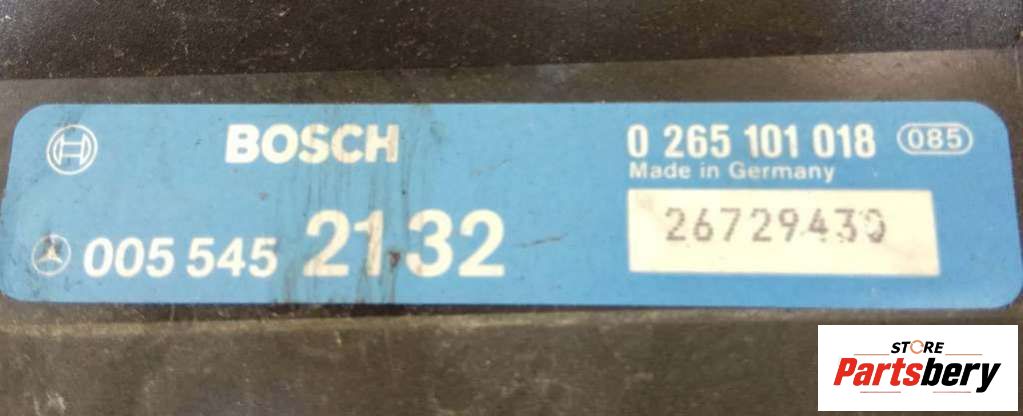 BOSCH 0 265 101 018 085
Made in Germany
26729430
005 545 21 32
STORE
Partsbery